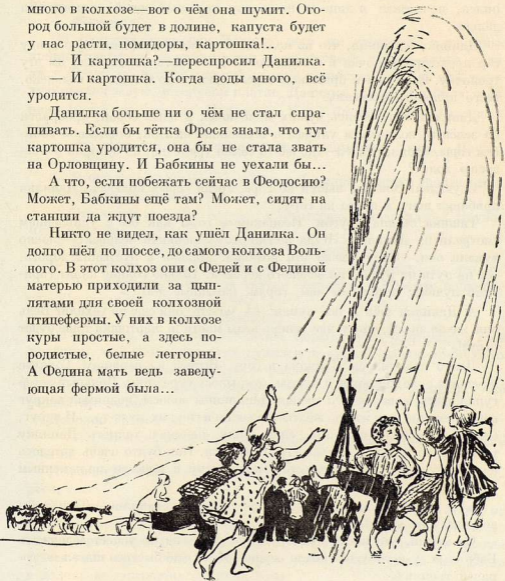 много в колхозе—вот о чём она шумит. Ого-
род большой будет в долине, капуста будет
у нас расти, помидоры, картошка!..
— И картошка?—переспросил Данилка.
— И картошка. Когда воды много, всё
уродится.
Данилка больше ни о чём не стал спра-
шивать. Если бы тётка Фрося знала, что тут
картошка уродится, она бы не стала звать
на Орловщину. И Бабкины не уехали бы...
А что, если побежать сейчас в Феодосию?
Может, Бабкины ещё там? Может, сидят на
станции да ждут поезда?
Никто не видел, как ушёл Данилка. Он
долго шёл по шоссе, до самого колхоза Воль-
ного. В этот колхоз они с Федей и с Фединой
матерью приходили за цып-
лятами для своей колхозной
птицефермы. У них в колхозе
куры простые, а здесь по-
родистые, белые леггорны.
А Федина мать ведь заведу-
ющая фермой была...